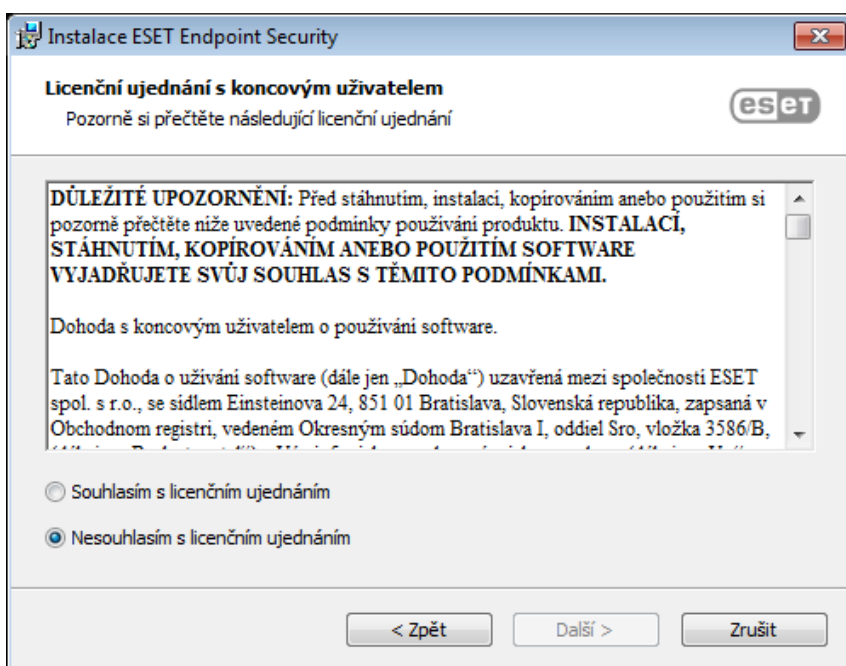 Instalace ESET Endpoint Security
Licenční ujednání s koncovým uživatelem
Pozorně si přečtěte následující licenční ujednání
eseT
DŮLEŽITÉ UPOZORNĚNÍ: Před stáhnutím, instalací, kopírováním anebo použitím si
pozorně přečtěte níže uvedené podmínky používání produktu. INSTALACÍ,
STÁHNUTÍM, KOPÍROVÁNÍM ANEBO POUŽITÍM SOFTWARE
VYJADŘUJETE SVŮJ SOUHLAS S TĚMITO PODMÍNKAMI.
Dohoda s koncovým uživatelem o používání software.
Tato Dohoda o užívání software (dále jen „Dohoda“) uzavřená mezi společností ESET
spol. s r.o., se sídlem Einsteinova 24, 851 01 Bratislava, Slovenská republika, zapsaná v
Obchodnom registri, vedeném Okresným súdom Bratislava I, oddiel Sro, vložka 3586/B,
Souhlasím s licenčním ujednáním
Nesouhlasím s licenčním ujednáním
< Zpět
Další >
Zrušit